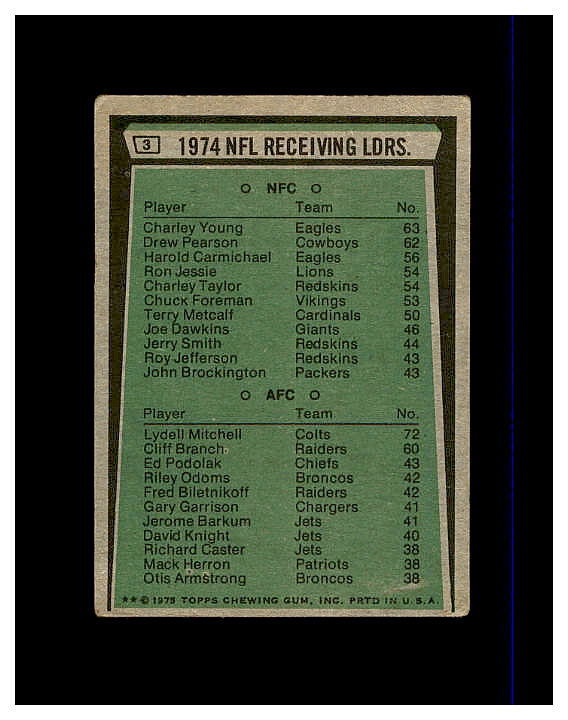 3 1974 NFL RECEIVING LDRS.
O NFC O
Player Team No.
Charley Young Eagles 63
Drew Pearson Cowboys 62
Harold Carmichael Eagles 56
Ron Jessie Lions 54
Charley Taylor Redskins 54
Chuck Foreman Vikings 53
Terry Metcalf Cardinals 50
Joe Dawkins Giants 46
Jerry Smith Redskins 44
Roy Jefferson Redskins 43
John Brockington Packers 43
O AFC O
Player Team No.
Lydell Mitchell Colts 72
Cliff Branch Raiders 60
Ed Podolak Chiefs 43
Riley Odoms Broncos 42
Fred Biletnikoff Raiders 42
Gary Garrison Chargers 41
Jerome Barkum Jets 41
David Knight Jets 40
Richard Caster Jets 38
Mack Herron Patriots 38
Otis Armstrong Broncos 38
** © 1975 TOPPS CHEWING GUM, INC. PRTD IN U.S.A.